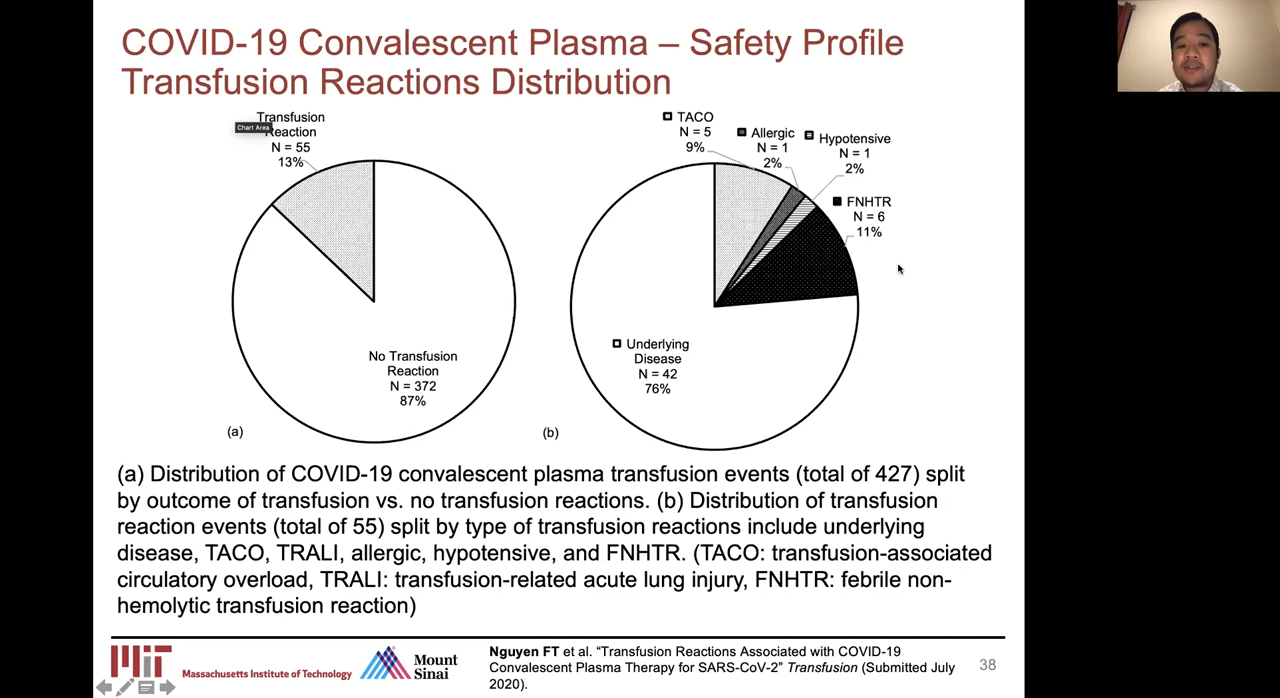 COVID-19 Convalescent Plasma – Safety Profile
Transfusion Reactions Distribution
Transfusion
Reaction
N = 55
13%
Chart Area
No Transfusion
Reaction
N = 372
87%
(a)
TACO
N = 5
9%
Allergic
N = 1
2%
Hypotensive
N = 1
2%
FNHTR
N = 6
11%
Underlying
Disease
N = 42
76%
(b)
(a) Distribution of COVID-19 convalescent plasma transfusion events (total of 427) split
by outcome of transfusion vs. no transfusion reactions. (b) Distribution of transfusion
reaction events (total of 55) split by type of transfusion reactions include underlying
disease, TACO, TRALI, allergic, hypotensive, and FNHTR. (TACO: transfusion-associated
circulatory overload, TRALI: transfusion-related acute lung injury, FNHTR: febrile non-
hemolytic transfusion reaction)
MIT
Massachusetts Institute of Technology
Mount
Sinai
Nguyen FT et al. “Transfusion Reactions Associated with COVID-19
Convalescent Plasma Therapy for SARS-CoV-2” Transfusion (Submitted July
2020).
38